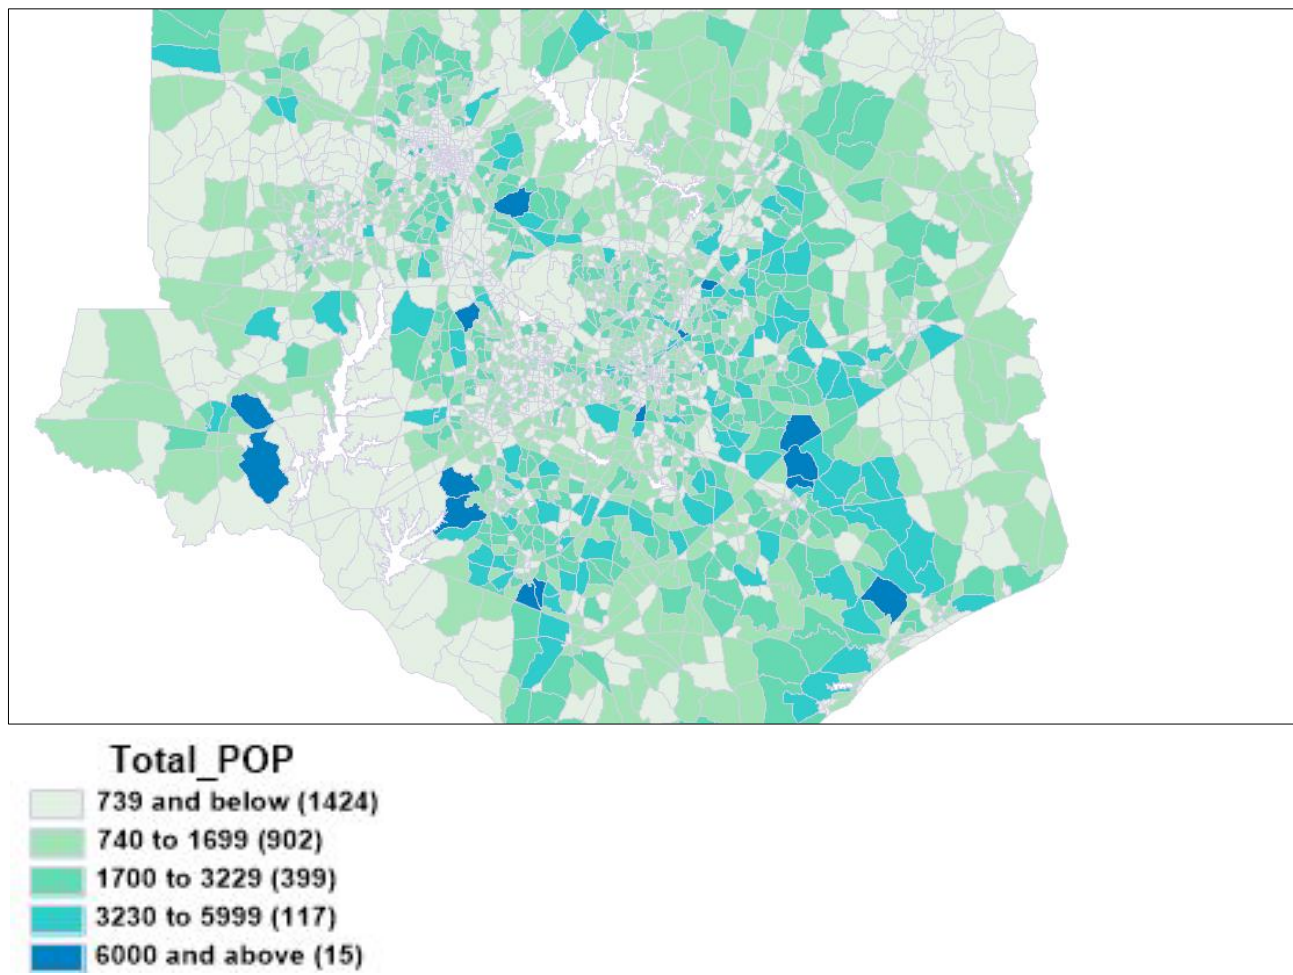 Total_POP
739 and below (1424)
740 to 1699 (902)
1700 to 3229 (399)
3230 to 5999 (117)
6000 and above (15)